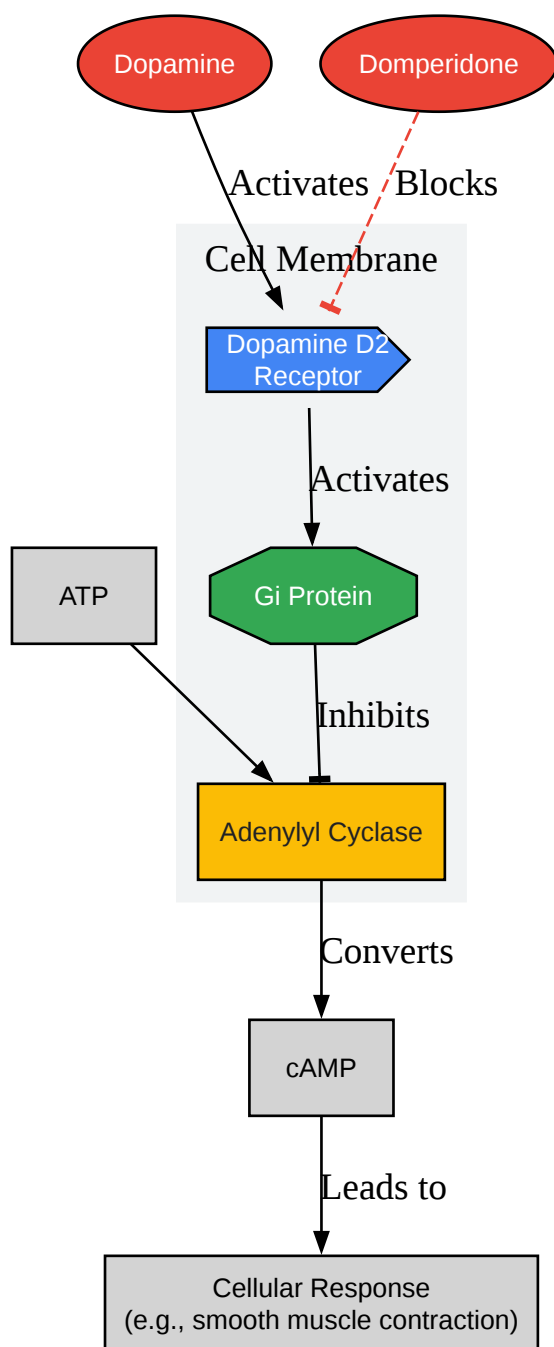 Dopamine
Domperidone
Activates
Blocks
Cell Membrane
Dopamine D2
Receptor
Activates
ATP
Gi Protein
Inhibits
Adenylyl Cyclase
Converts
cAMP
Leads to
Cellular Response
(e.g., smooth muscle contraction)